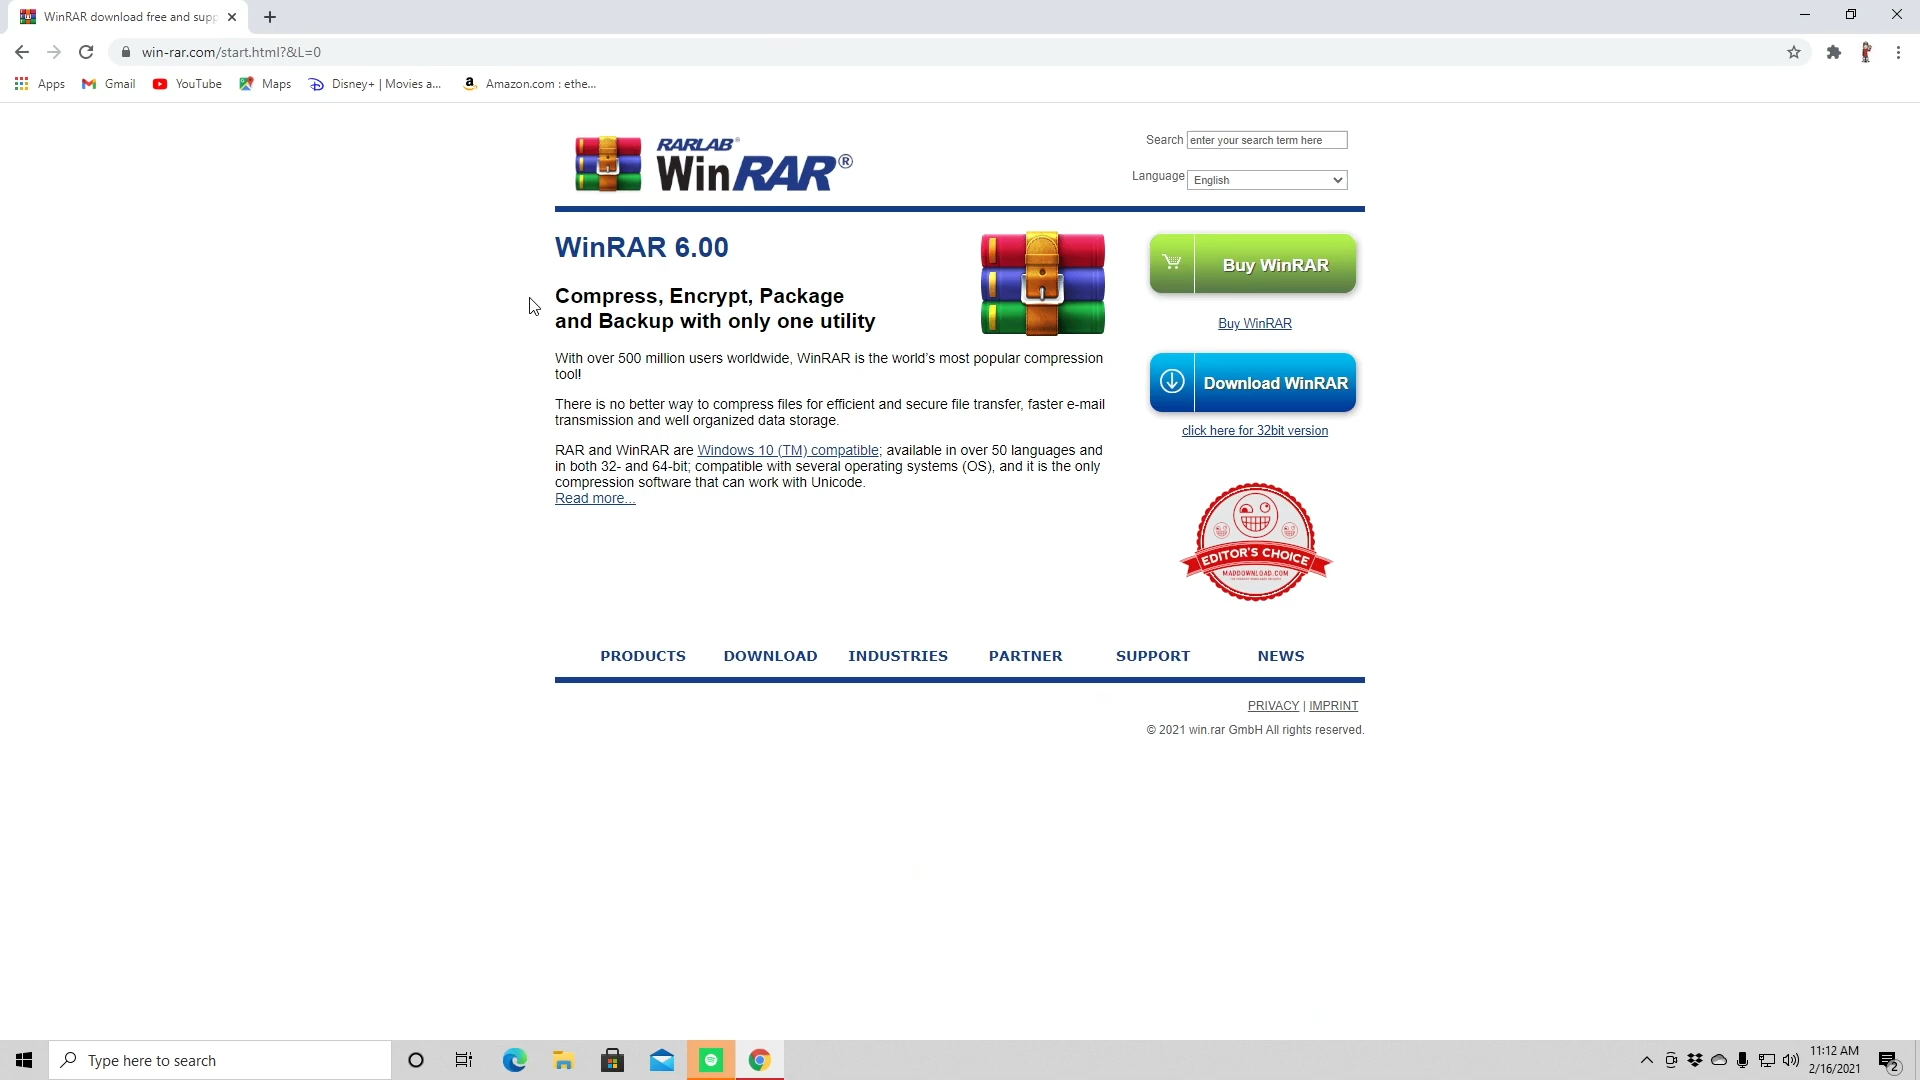 WinRAR download free and supp
win-rar.com/start.html?&L=0
Apps
Gmail
YouTube
Maps
Disney+ | Movies a...
Amazon.com : ethe...
RARLAB®
WinRAR®
Search
enter your search term here
Language
English
WinRAR 6.00
Compress, Encrypt, Package
and Backup with only one utility
With over 500 million users worldwide, WinRAR is the world’s most popular compression
tool!
There is no better way to compress files for efficient and secure file transfer, faster e-mail
transmission and well organized data storage.
RAR and WinRAR are Windows 10 (TM) compatible; available in over 50 languages and
in both 32- and 64-bit; compatible with several operating systems (OS), and it is the only
compression software that can work with Unicode.
Read more...
Buy WinRAR
Buy WinRAR
Download WinRAR
click here for 32bit version
EDITOR'S CHOICE
MADDOWNLOAD.COM
PRODUCTS
DOWNLOAD
INDUSTRIES
PARTNER
SUPPORT
NEWS
PRIVACY | IMPRINT
© 2021 win.rar GmbH All rights reserved.
Type here to search
11:12 AM
2/16/2021
2